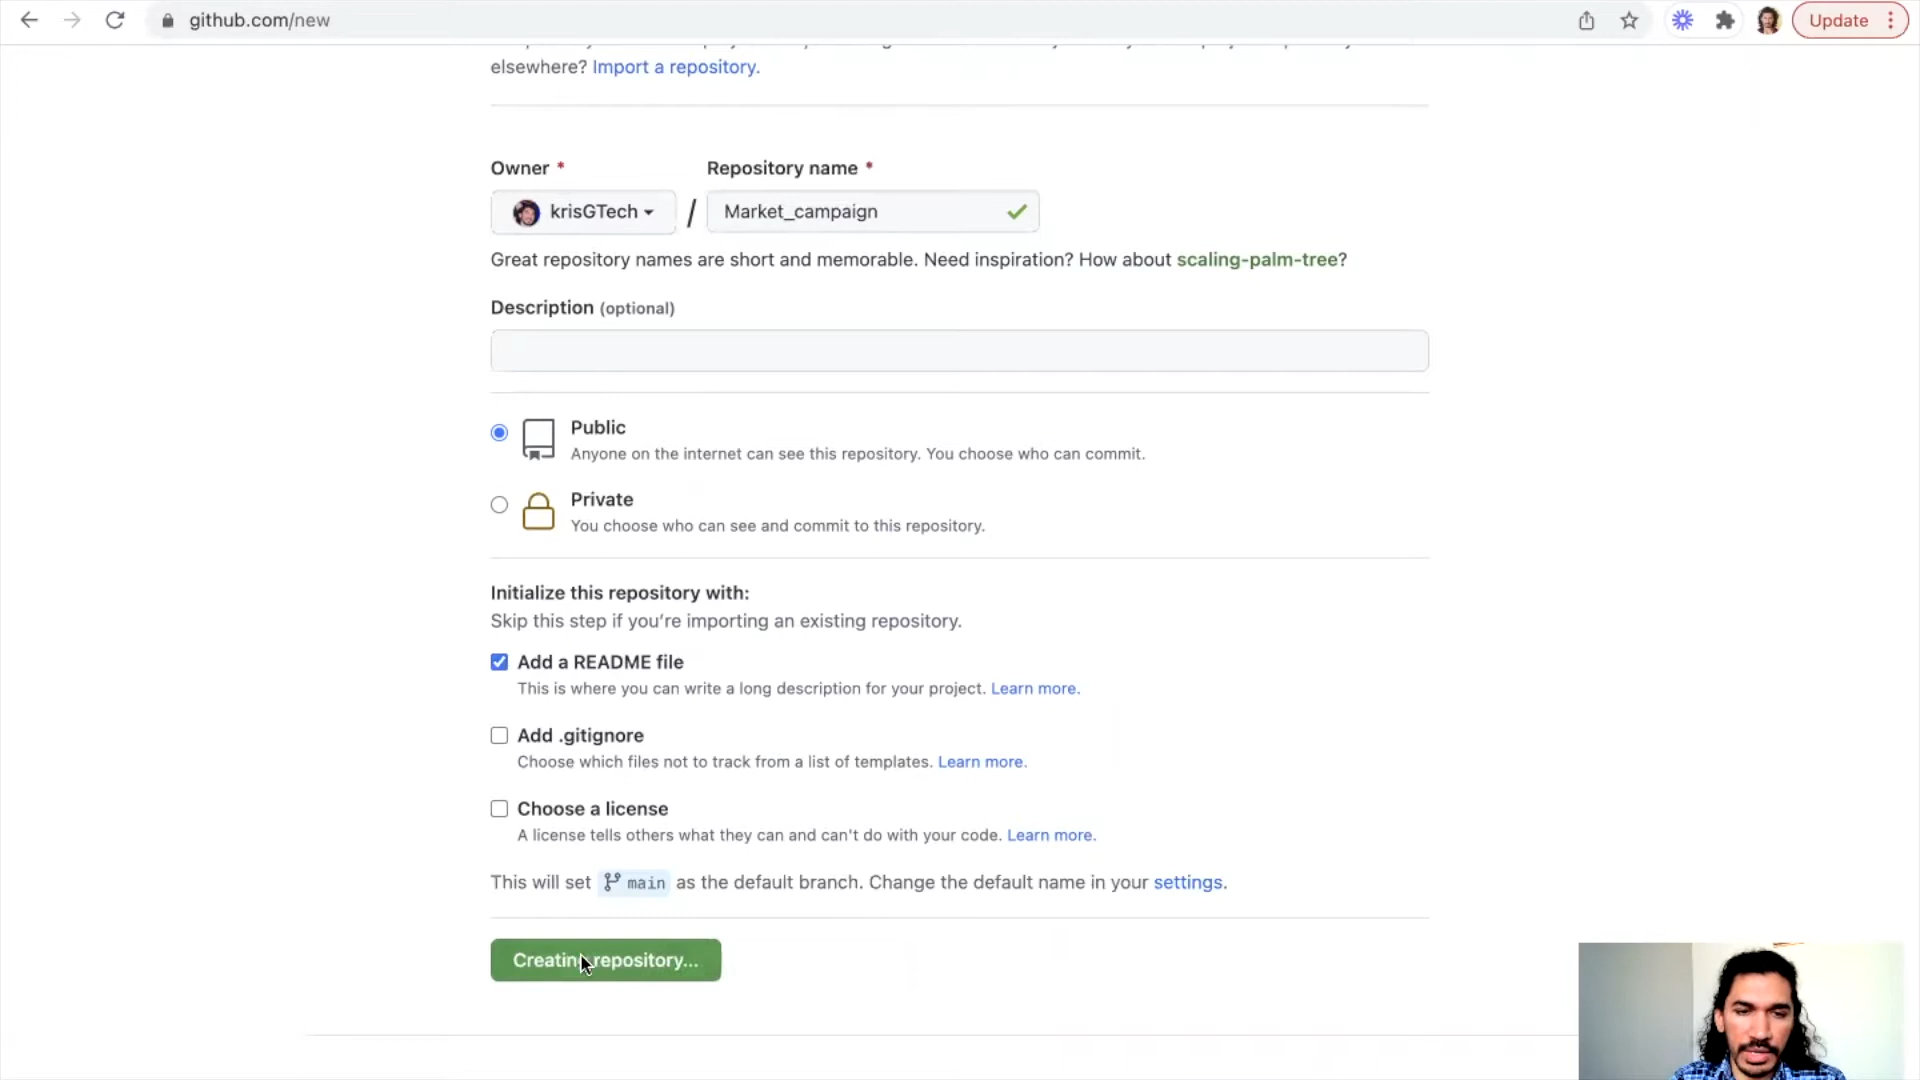 github.com/new
Update
elsewhere? Import a repository.
Owner *
Repository name *
krisGTech
/
Market_campaign
Great repository names are short and memorable. Need inspiration? How about scaling-palm-tree?
Description (optional)
Public
Anyone on the internet can see this repository. You choose who can commit.
Private
You choose who can see and commit to this repository.
Initialize this repository with:
Skip this step if you're importing an existing repository.
Add a README file
This is where you can write a long description for your project. Learn more.
Add .gitignore
Choose which files not to track from a list of templates. Learn more.
Choose a license
A license tells others what they can and can't do with your code. Learn more.
This will set main as the default branch. Change the default name in your settings.
Creating repository...